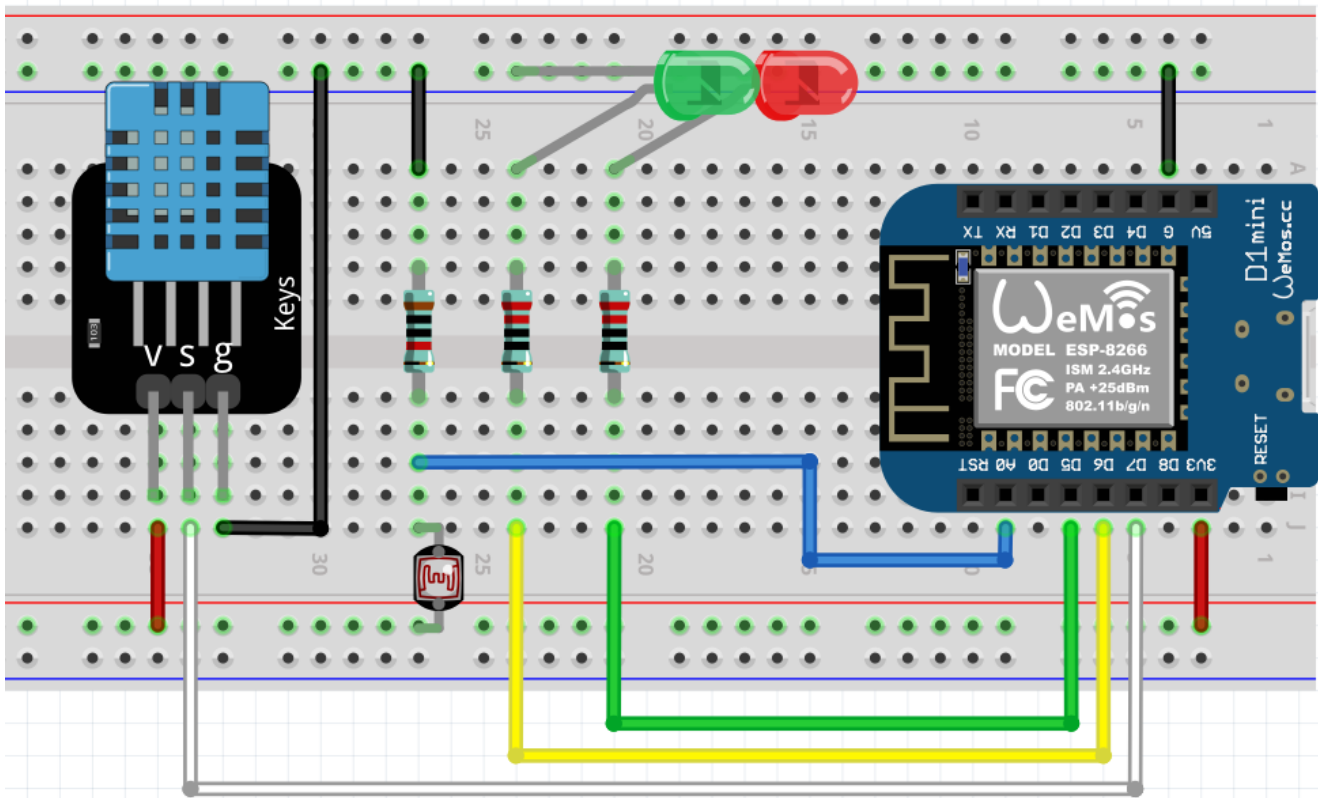 25
20
15
10
5
1
A
103
Keys
v s g
TX RX D1 D2 D3 D4 G 5V
D1 mini
WeMos.cc
WeMos
MODEL ESP-8266
FC
ISM 2.4GHz
PA +25dBm
802.11b/g/n
RST A0 D0 D5 D6 D7 D8 3V3
RESET
I
J
30
25
20
15
10
1